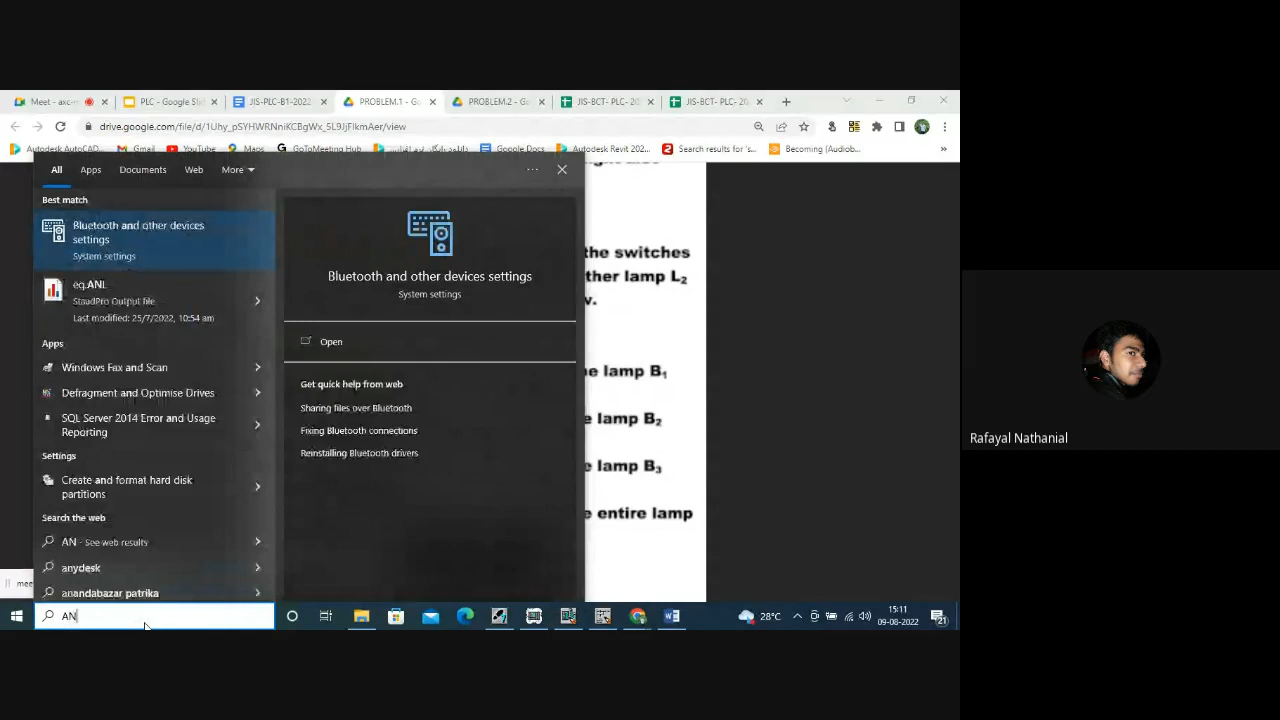 Meet - axc-m
PLC - Google Slid
JIS-PLC-B1-2022
PROBLEM.1 - Go
PROBLEM.2 - Go
JIS-BCT- PLC- 20
JIS-BCT- PLC- 20
drive.google.com/file/d/1Uhy_pSYHWRNniKCBgWx_5L9JjFlkmAer/view
Autodesk AutoCAD...
Gmail
YouTube
Maps
GoToMeeting Hub
Google Docs
Autodesk Revit 202...
Search results for 's...
Becoming (Audiob...
All
Apps
Documents
Web
More
Best match
Bluetooth and other devices
settings
System settings
eq.ANL
StaadPro Output file
Last modified: 25/7/2022, 10:54 am
Apps
Windows Fax and Scan
Defragment and Optimise Drives
SQL Server 2014 Error and Usage
Reporting
Settings
Create and format hard disk
partitions
Search the web
AN - See web results
anydesk
anandabazar patrika
Bluetooth and other devices settings
System settings
Open
Get quick help from web
Sharing files over Bluetooth
Fixing Bluetooth connections
Reinstalling Bluetooth drivers
the switches
ther lamp L2
v.
e lamp B1
e lamp B2
e lamp B3
e entire lamp
mee
Rafayal Nathanial
AN
28°C
15:11
09-08-2022
21